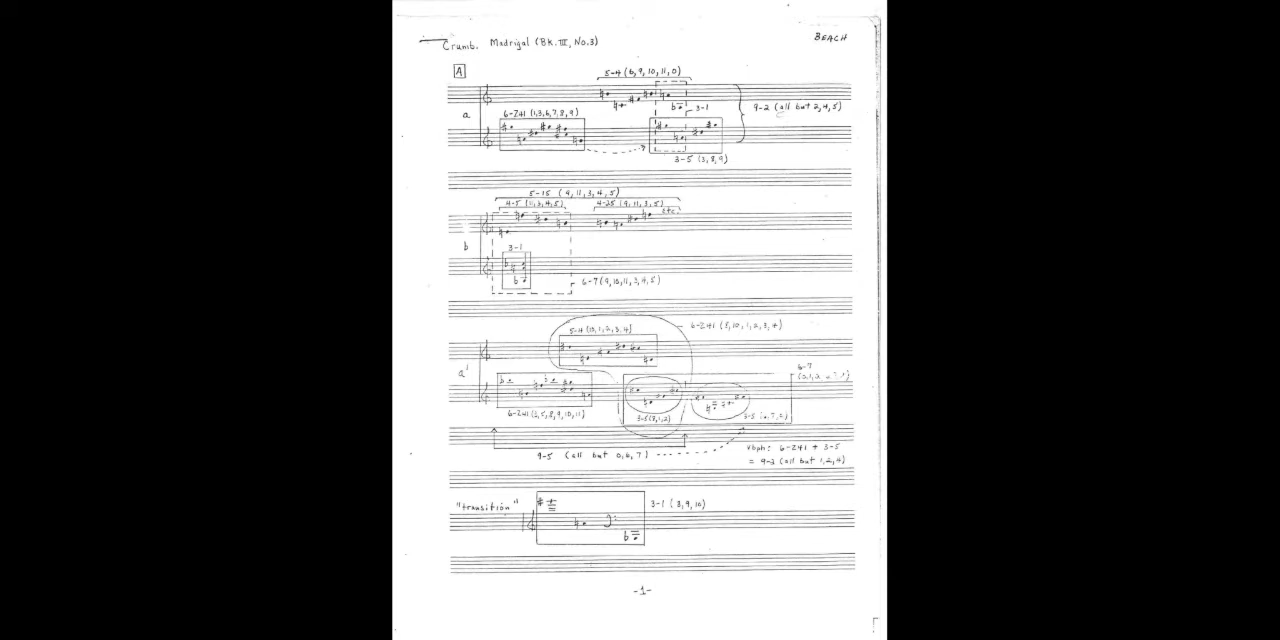 Crumb. Madrigal (Bk. III, No.3)
BEACH
A
5-4 (6, 9, 10, 11, 0)
6-Z41 (1,3,6,7,8,9)
3-1
9-2 (all but 2,4,5)
a
3-5 (3,8,9)
5-15 (9, 11, 3, 4, 5)
4-5 (11,3,4,5)
4-25 (9,11,3,5)
etc.
b
3-1
6-7 (9,10,11,3,4,5)
5-4 (10,1,2,3,4)
6-Z41 (8,10,1,2,3,4)
a'
6-7
6-Z41 (3,5,8,9,10,11)
3-5 (8,1,2)
3-5
9-5 (all but 0,6,7)
vbph: 6-Z41 + 3-5
= 9-3 (all but 1,2,4)
"transition"
3-1 (8,9,10)
-1-